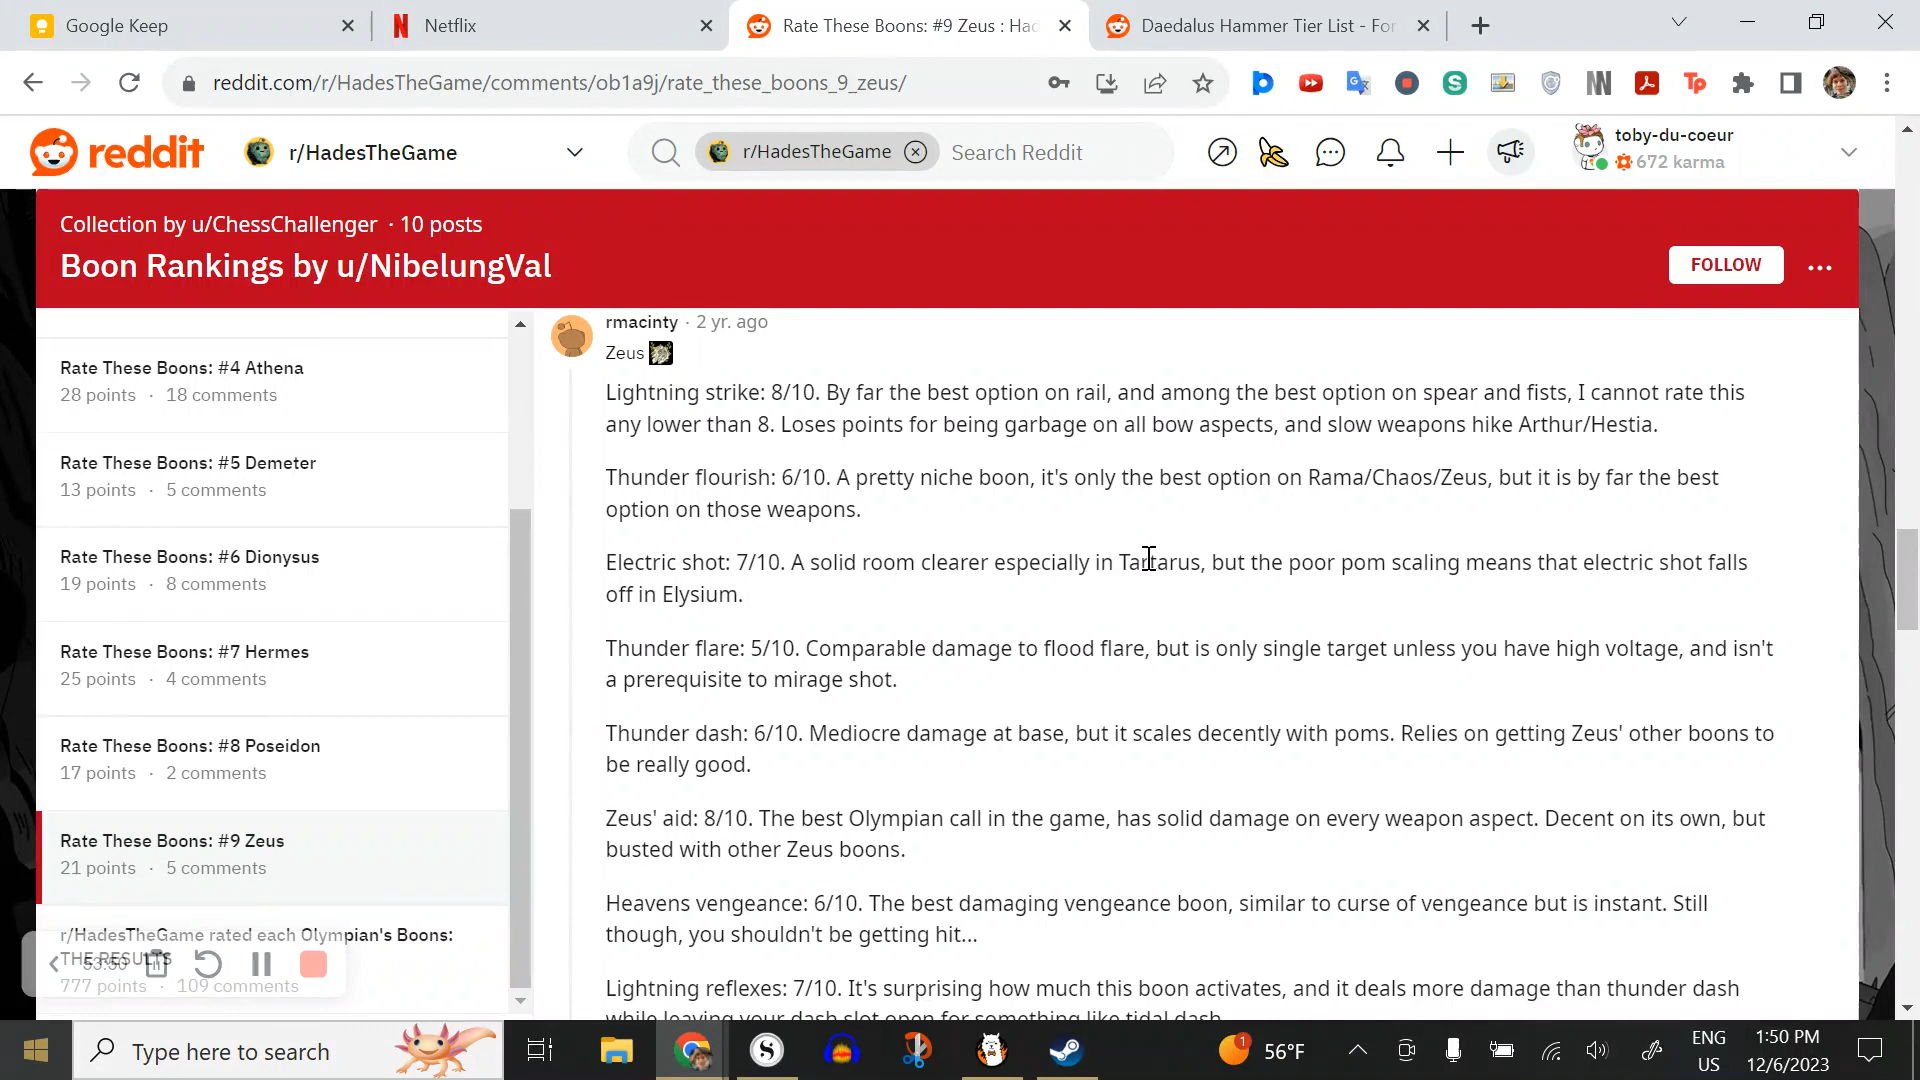 Google Keep
Netflix
Rate These Boons: #9 Zeus : Had
Daedalus Hammer Tier List - For
reddit.com/r/HadesTheGame/comments/ob1a9j/rate_these_boons_9_zeus/
reddit
r/HadesTheGame
r/HadesTheGame
Search Reddit
toby-du-coeur
672 karma
Collection by u/ChessChallenger · 10 posts
Boon Rankings by u/NibelungVal
FOLLOW
Rate These Boons: #4 Athena
28 points · 18 comments
Rate These Boons: #5 Demeter
13 points · 5 comments
Rate These Boons: #6 Dionysus
19 points · 8 comments
Rate These Boons: #7 Hermes
25 points · 4 comments
Rate These Boons: #8 Poseidon
17 points · 2 comments
Rate These Boons: #9 Zeus
21 points · 5 comments
r/HadesTheGame rated each Olympian's Boons:
THE RESULTS
777 points · 109 comments
53:50
rmacinty · 2 yr. ago
Zeus
Lightning strike: 8/10. By far the best option on rail, and among the best option on spear and fists, I cannot rate this
any lower than 8. Loses points for being garbage on all bow aspects, and slow weapons hike Arthur/Hestia.
Thunder flourish: 6/10. A pretty niche boon, it's only the best option on Rama/Chaos/Zeus, but it is by far the best
option on those weapons.
Electric shot: 7/10. A solid room clearer especially in Tartarus, but the poor pom scaling means that electric shot falls
off in Elysium.
Thunder flare: 5/10. Comparable damage to flood flare, but is only single target unless you have high voltage, and isn't
a prerequisite to mirage shot.
Thunder dash: 6/10. Mediocre damage at base, but it scales decently with poms. Relies on getting Zeus' other boons to
be really good.
Zeus' aid: 8/10. The best Olympian call in the game, has solid damage on every weapon aspect. Decent on its own, but
busted with other Zeus boons.
Heavens vengeance: 6/10. The best damaging vengeance boon, similar to curse of vengeance but is instant. Still
though, you shouldn't be getting hit...
Lightning reflexes: 7/10. It's surprising how much this boon activates, and it deals more damage than thunder dash
while leaving your dash slot open for something like tidal dash.
Type here to search
1
56°F
ENG
US
1:50 PM
12/6/2023